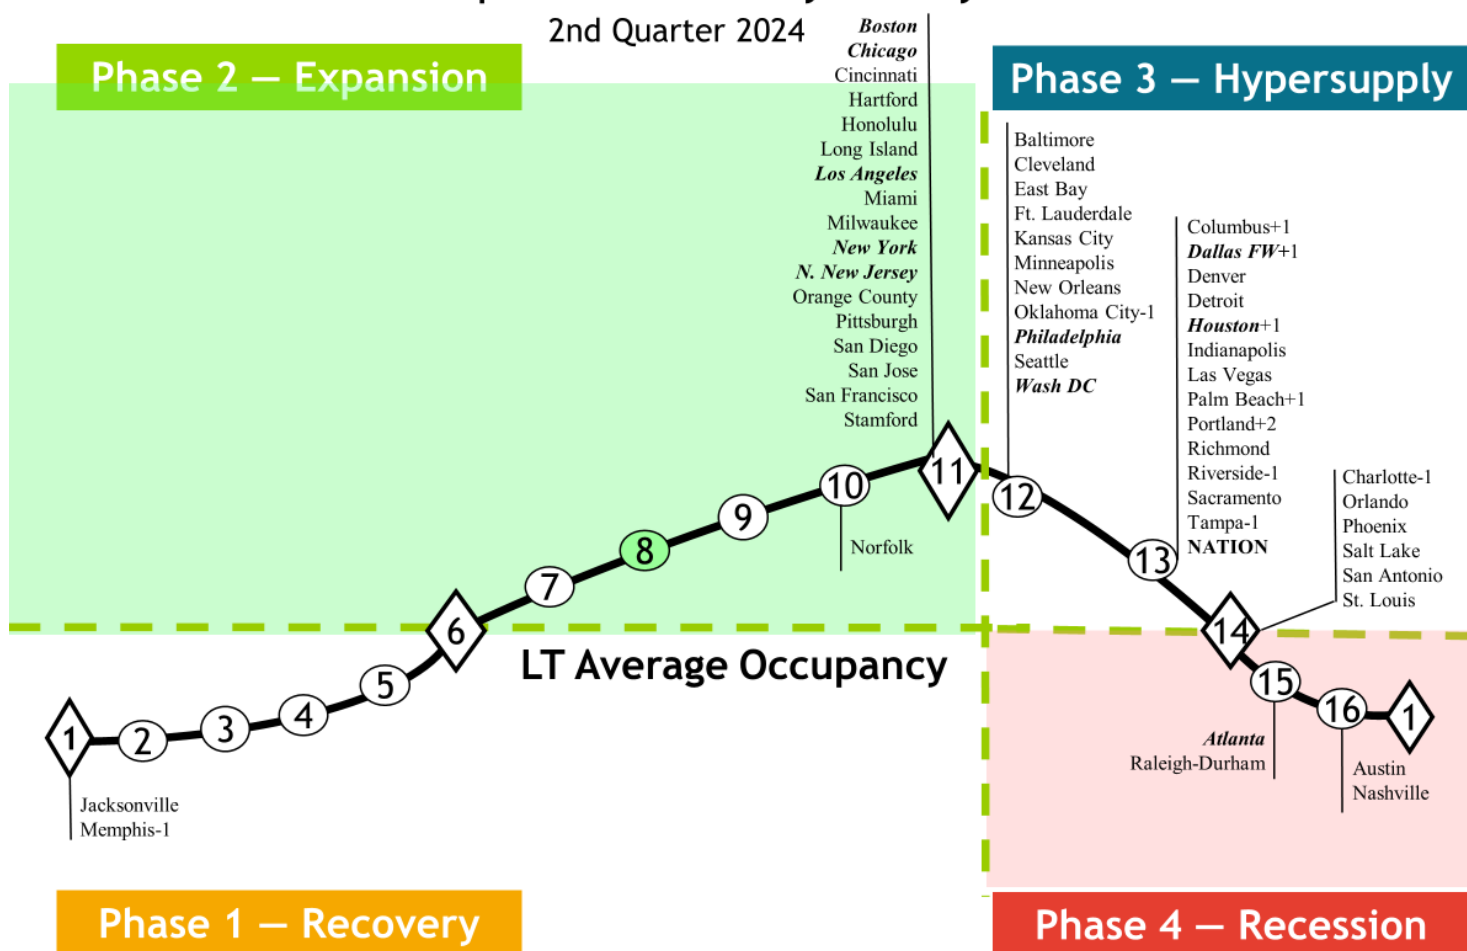 2nd Quarter 2024
Phase 2 — Expansion
Phase 3 — Hypersupply
Boston
Chicago
Cincinnati
Hartford
Honolulu
Long Island
Los Angeles
Miami
Milwaukee
New York
N. New Jersey
Orange County
Pittsburgh
San Diego
San Jose
San Francisco
Stamford
Baltimore
Cleveland
East Bay
Ft. Lauderdale
Kansas City
Minneapolis
New Orleans
Oklahoma City-1
Philadelphia
Seattle
Wash DC
Columbus+1
Dallas FW+1
Denver
Detroit
Houston+1
Indianapolis
Las Vegas
Palm Beach+1
Portland+2
Richmond
Riverside-1
Sacramento
Tampa-1
NATION
Charlotte-1
Orlando
Phoenix
Salt Lake
San Antonio
St. Louis
Norfolk
1
2
3
4
5
6
7
8
9
10
11
12
13
14
15
16
1
LT Average Occupancy
Jacksonville
Memphis-1
Atlanta
Raleigh-Durham
Austin
Nashville
Phase 1 — Recovery
Phase 4 — Recession